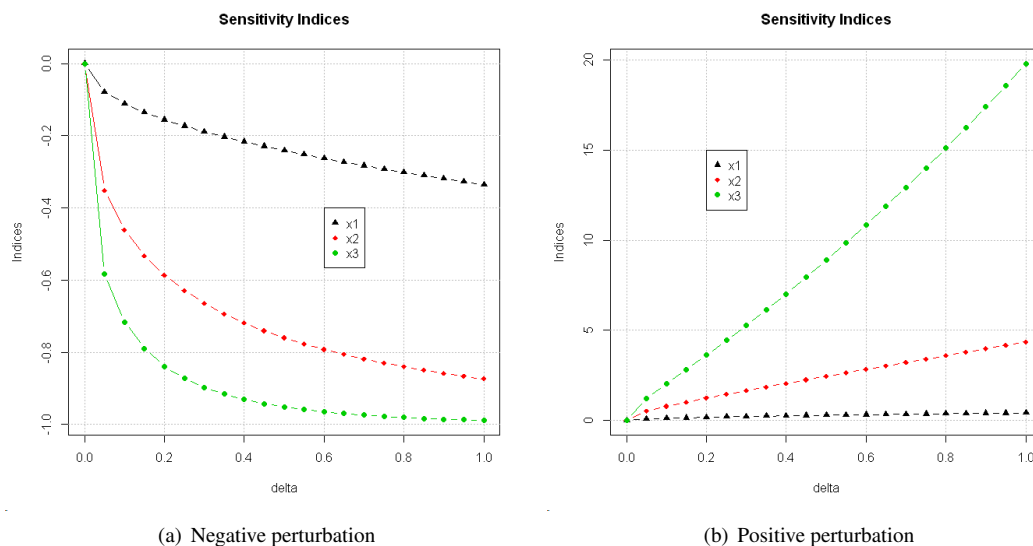 Sensitivity Indices
Indices
0.0
-0.2
-0.4
-0.6
-0.8
-1.0
x1
x2
x3
0.0 0.2 0.4 0.6 0.8 1.0
delta
(a) Negative perturbation
Sensitivity Indices
Indices
20
15
10
5
0
x1
x2
x3
0.0 0.2 0.4 0.6 0.8 1.0
delta
(b) Positive perturbation